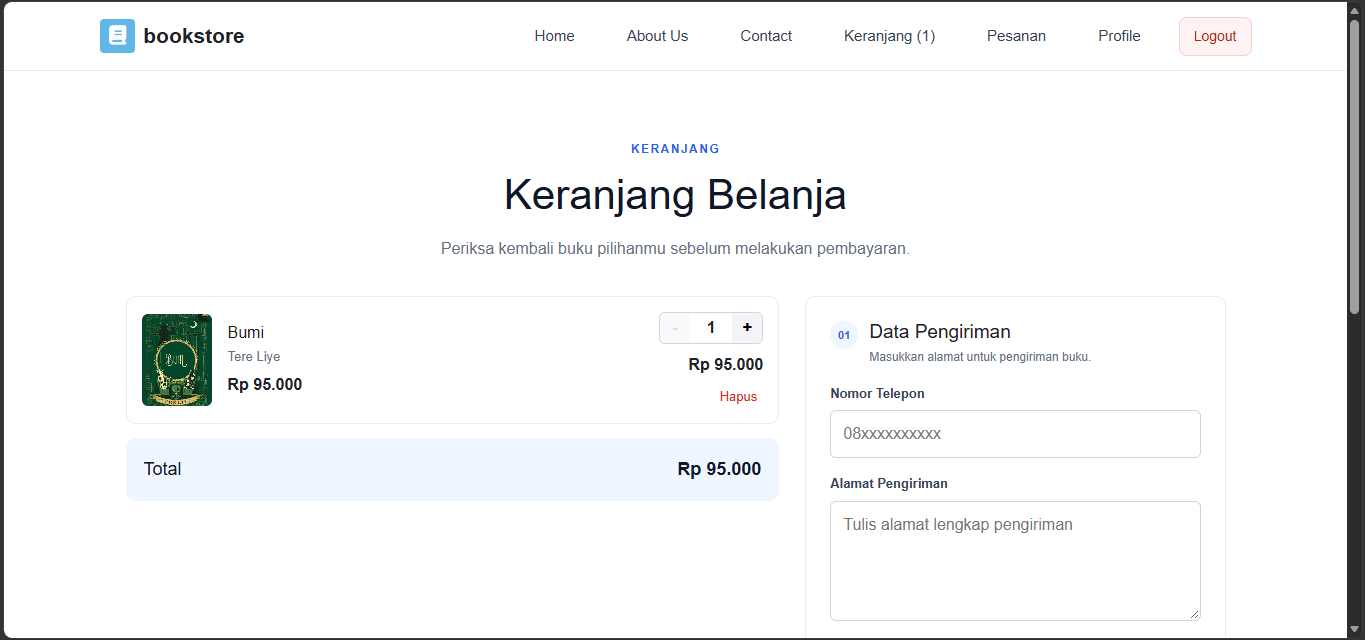 bookstore
Home About Us Contact Keranjang (1) Pesanan Profile Logout
KERANJANG
Keranjang Belanja
Periksa kembali buku pilihanmu sebelum melakukan pembayaran.
Bumi
Tere Liye
Rp 95.000
- 1 +
Rp 95.000
Hapus
Total Rp 95.000
01 Data Pengiriman
Masukkan alamat untuk pengiriman buku.
Nomor Telepon
08xxxxxxxxxx
Alamat Pengiriman
Tulis alamat lengkap pengiriman